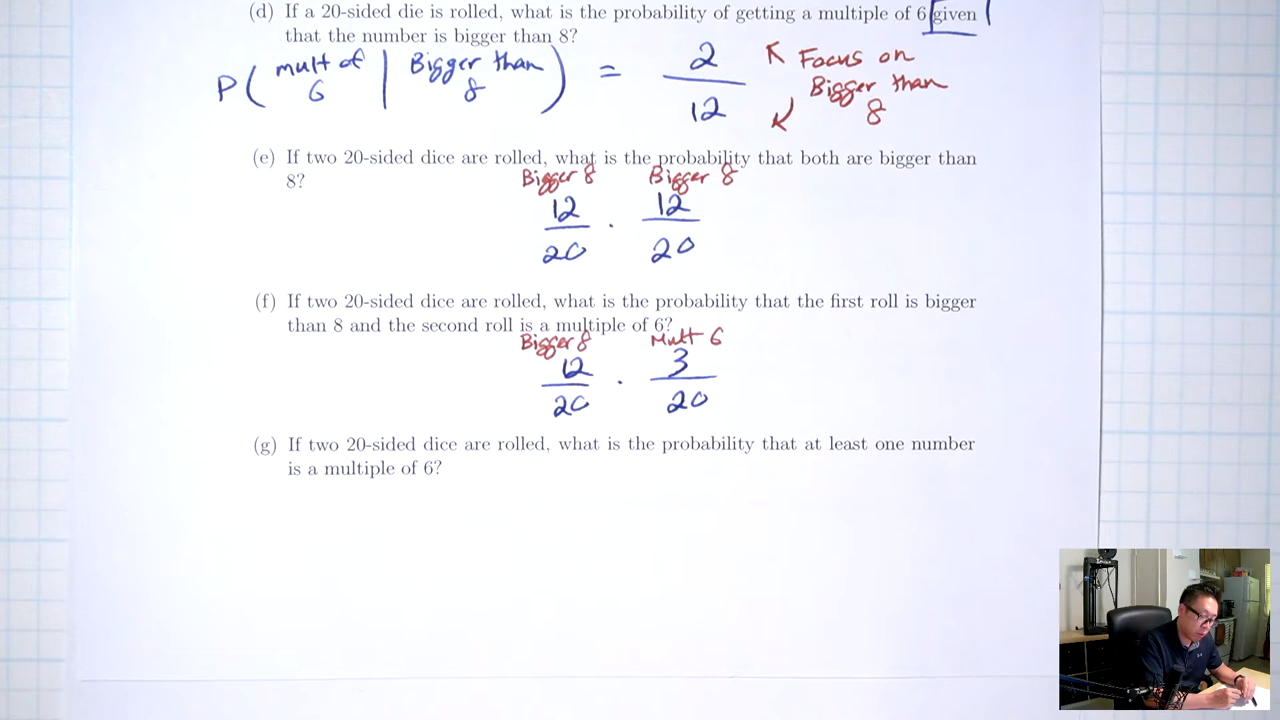 (d) If a 20-sided die is rolled, what is the probability of getting a multiple of 6 given
that the number is bigger than 8?
P( mult of 6 | Bigger than 8 ) = 2/12
Focus on
Bigger than
8
(e) If two 20-sided dice are rolled, what is the probability that both are bigger than
8?
Bigger 8 Bigger 8
12/20 · 12/20
(f) If two 20-sided dice are rolled, what is the probability that the first roll is bigger
than 8 and the second roll is a multiple of 6?
Bigger 8 Mult 6
12/20 · 3/20
(g) If two 20-sided dice are rolled, what is the probability that at least one number
is a multiple of 6?